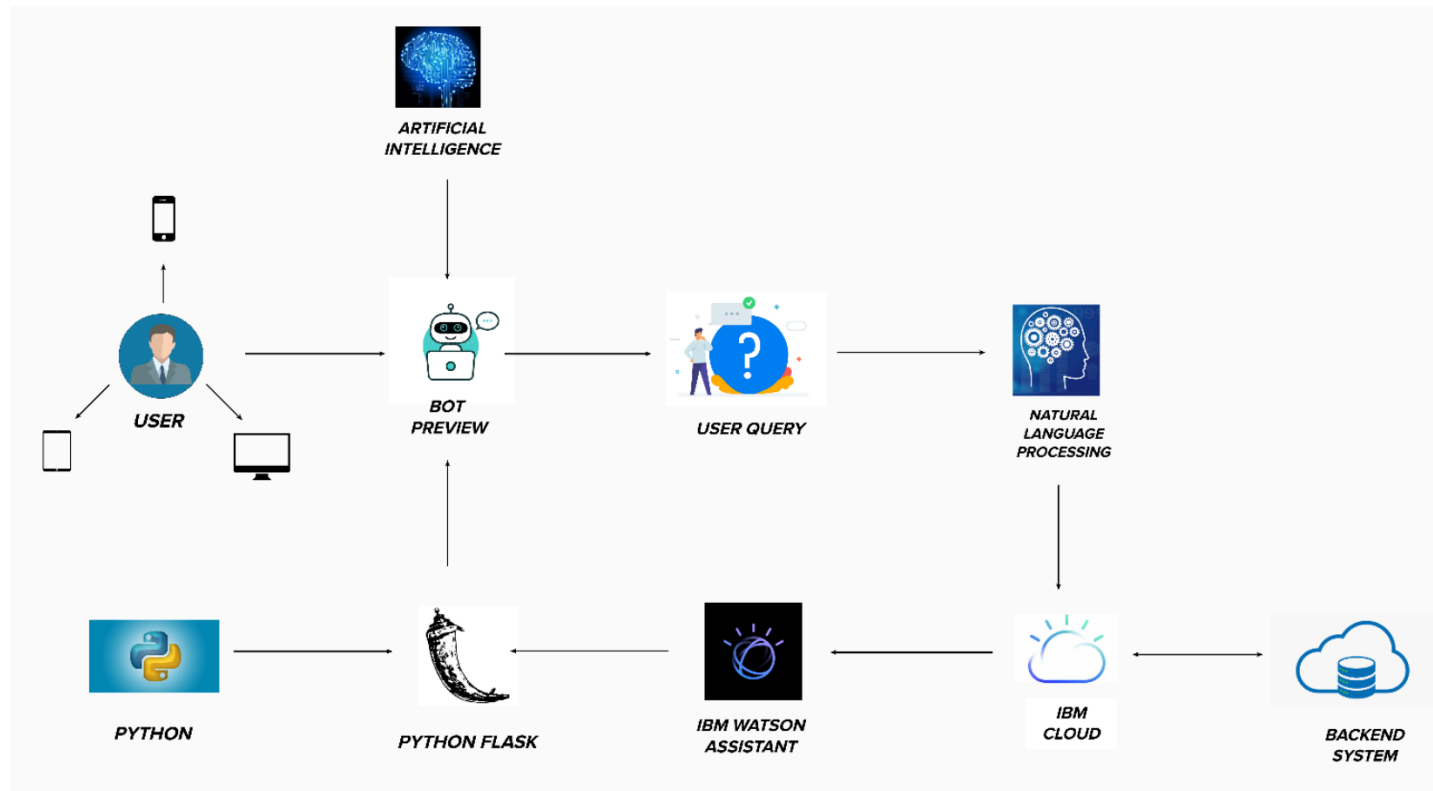 ARTIFICIAL
INTELLIGENCE
USER
BOT
PREVIEW
USER QUERY
NATURAL
LANGUAGE
PROCESSING
PYTHON
PYTHON FLASK
IBM WATSON
ASSISTANT
IBM
CLOUD
BACKEND
SYSTEM